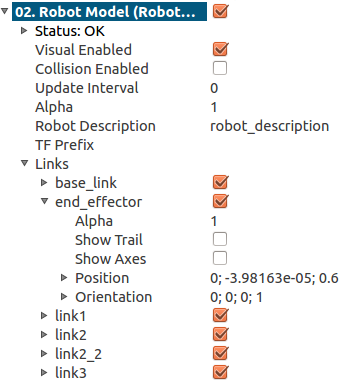 02. Robot Model (Robot...
Status: OK
Visual Enabled
Collision Enabled
Update Interval 0
Alpha 1
Robot Description robot_description
TF Prefix
Links
base_link
end_effector
Alpha 1
Show Trail
Show Axes
Position 0; -3.98163e-05; 0.6
Orientation 0; 0; 0; 1
link1
link2
link2_2
link3